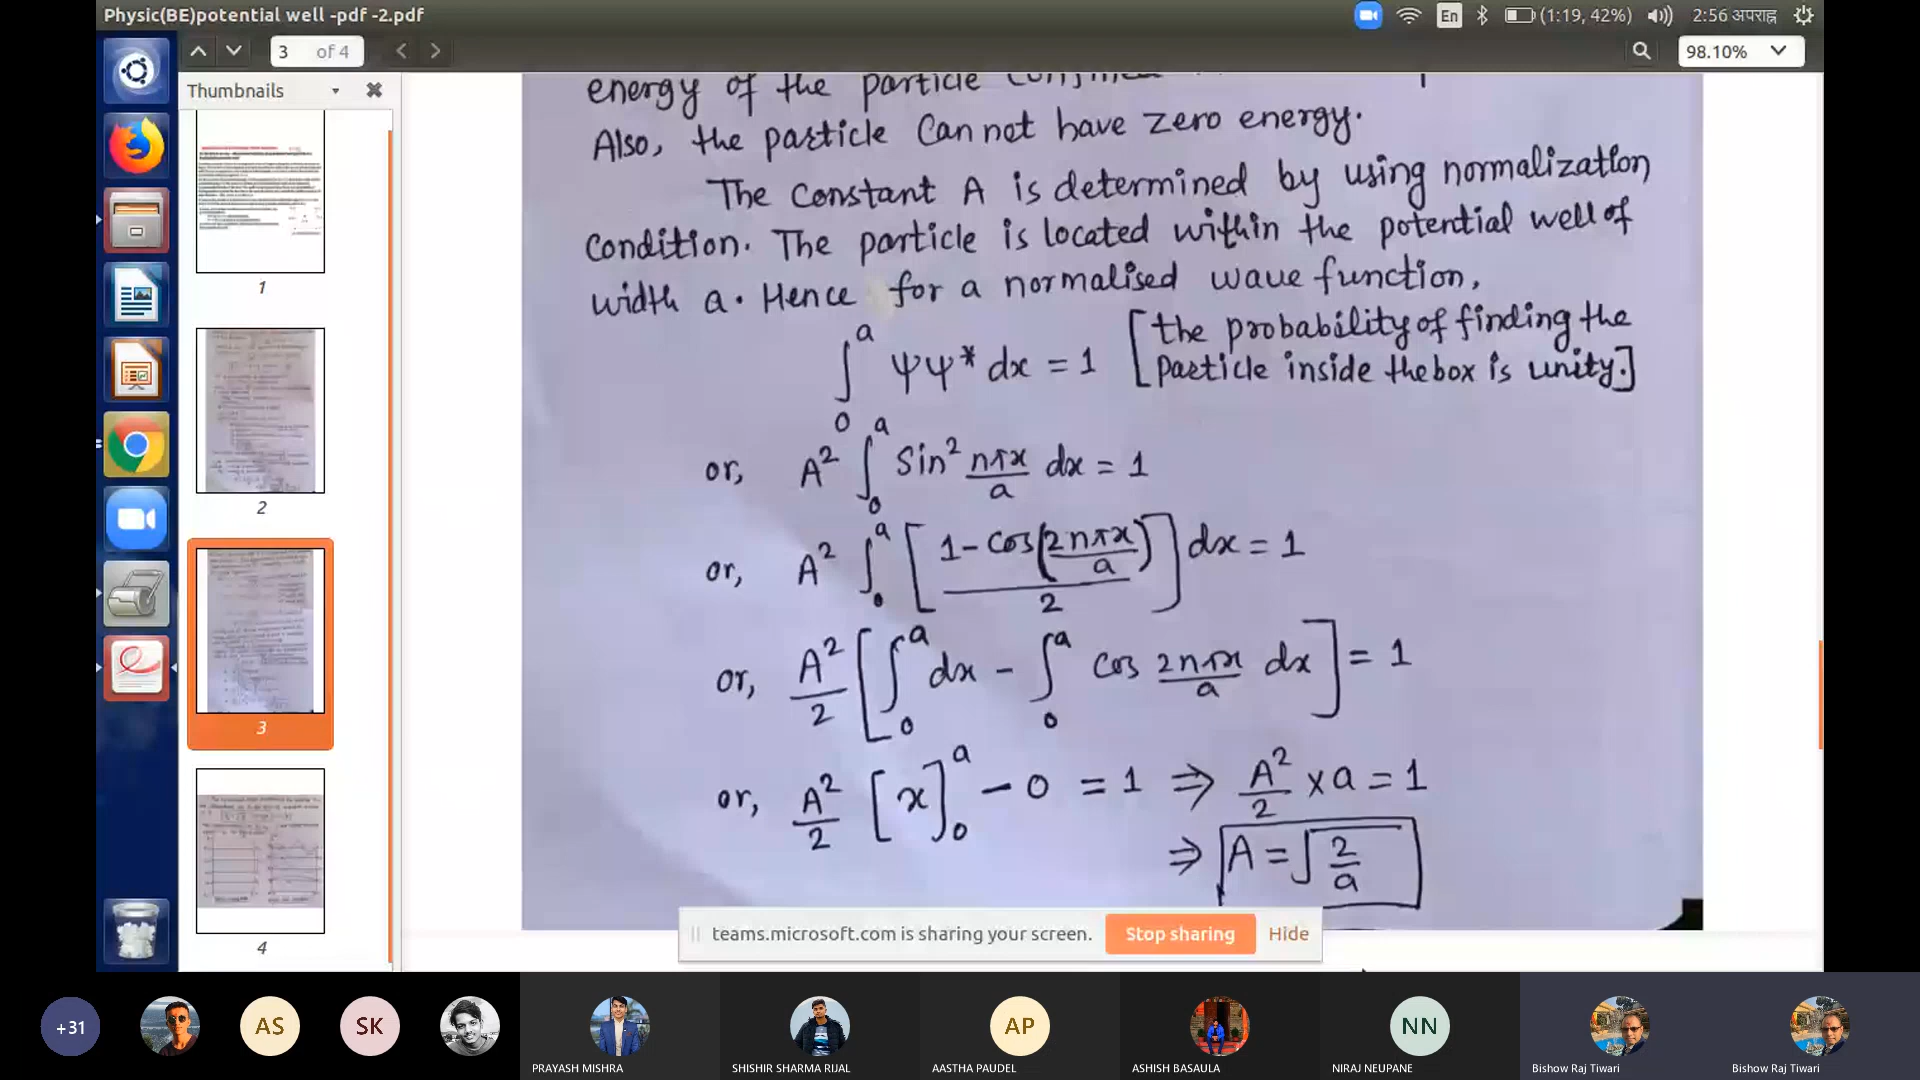 Physic(BE)potential well -pdf -2.pdf
En
(1:19, 42%)
2:56 अपराह्न
3 of 4
98.10%
Thumbnails
1
2
3
4
energy of the particle
Also, the particle Can not have zero energy.
The Constant A is determined by using normalization
Condition. The particle is located within the potential well of
width a. Hence for a normalised wave function,
∫₀ᵃ ψψ* dx = 1 [the probability of finding the
particle inside the box is unity.]
or, A² ∫₀ᵃ Sin² nπx/a dx = 1
or, A² ∫₀ᵃ [(1- cos(2nπx/a))/2] dx = 1
or, A²/2 [∫₀ᵃ dx - ∫₀ᵃ cos 2nπx/a dx] = 1
or, A²/2 [x]₀ᵃ - 0 = 1 ⇒ A²/2 × a = 1
⇒ A = √(2/a)
teams.microsoft.com is sharing your screen.
Stop sharing
Hide
+31
AS
SK
AP
NN
PRAYASH MISHRA
SHISHIR SHARMA RIJAL
AASTHA PAUDEL
ASHISH BASAULA
NIRAJ NEUPANE
Bishow Raj Tiwari
Bishow Raj Tiwari